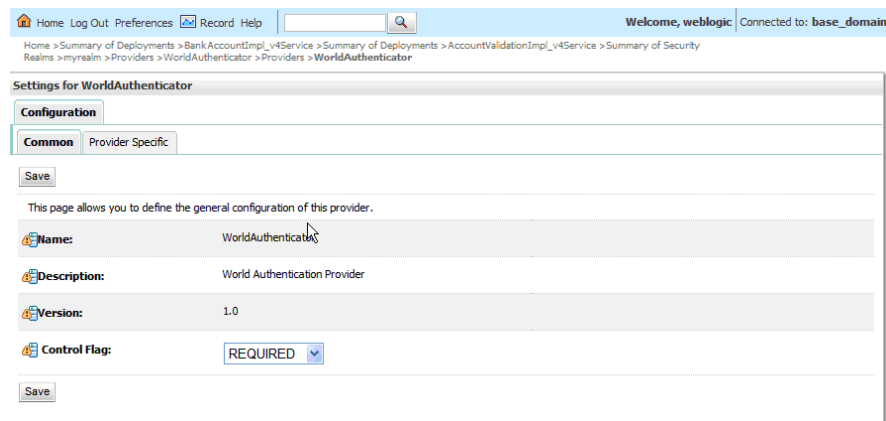 Home Log Out Preferences Record Help Welcome, weblogic Connected to: base_domain
Home >Summary of Deployments >BankAccountImpl_v4Service >Summary of Deployments >AccountValidationImpl_v4Service >Summary of Security
Realms >myrealm >Providers >WorldAuthenticator >Providers >WorldAuthenticator
Settings for WorldAuthenticator
Configuration
Common Provider Specific
Save
This page allows you to define the general configuration of this provider.
Name: WorldAuthenticator
Description: World Authentication Provider
Version: 1.0
Control Flag: REQUIRED
Save